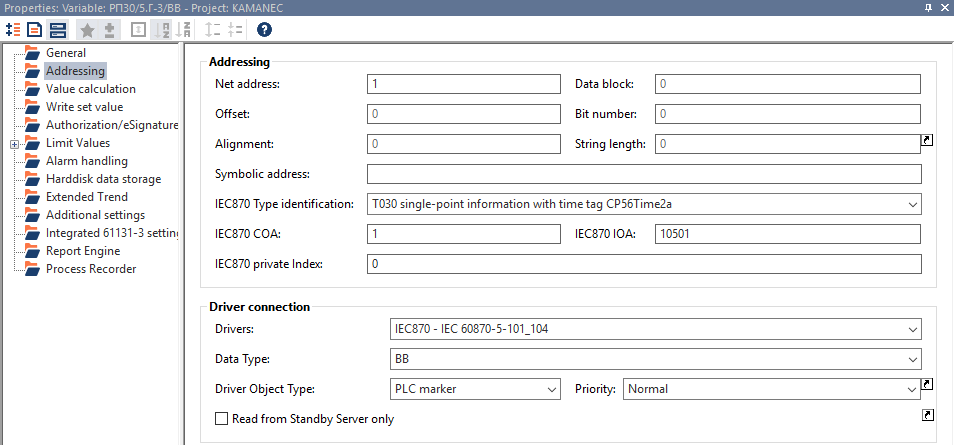 Properties: Variable: РП30/5.Г-3/ВВ - Project: KAMANEC
General
Addressing
Value calculation
Write set value
Authorization/eSignature
Limit Values
Alarm handling
Harddisk data storage
Extended Trend
Additional settings
Integrated 61131-3 settin
Report Engine
Process Recorder
Addressing
Net address: 1 Data block: 0
Offset: 0 Bit number: 0
Alignment: 0 String length: 0
Symbolic address:
IEC870 Type identification: T030 single-point information with time tag CP56Time2a
IEC870 COA: 1 IEC870 IOA: 10501
IEC870 private Index: 0
Driver connection
Drivers: IEC870 - IEC 60870-5-101_104
Data Type: ВВ
Driver Object Type: PLC marker Priority: Normal
Read from Standby Server only